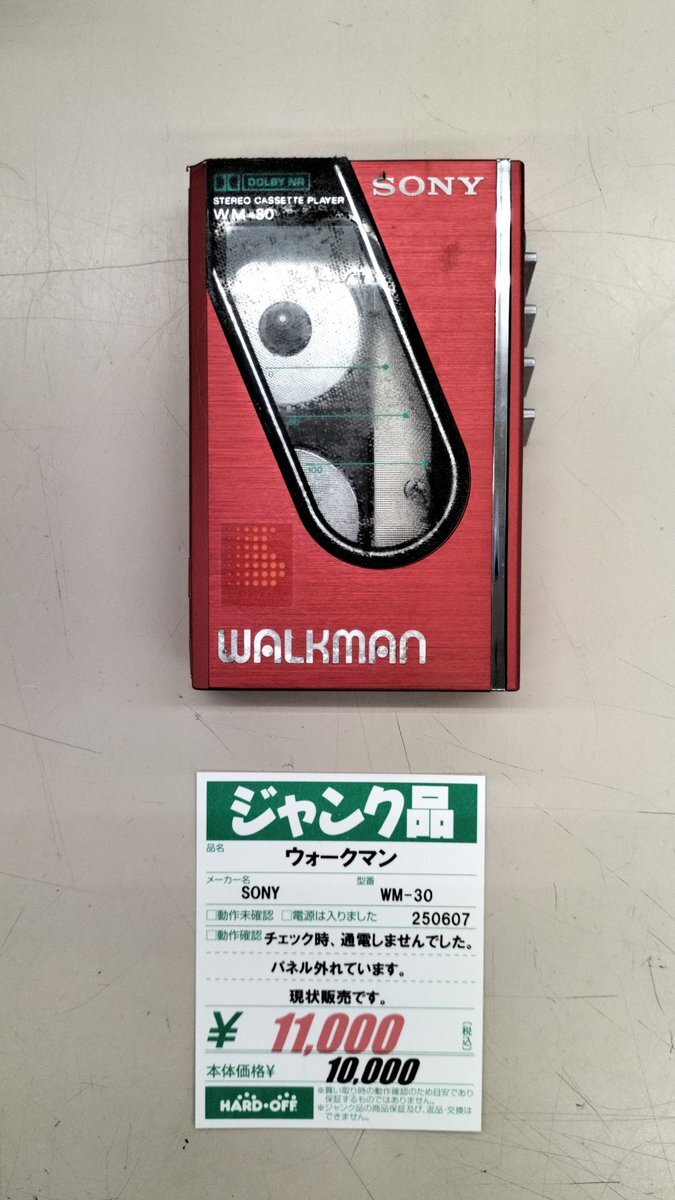 DOLBY NR
SONY
STEREO CASSETTE PLAYER
WM-30
0
50
100
WALKMAN
ジャンク品
品名
ウォークマン
メーカー名
型番
SONY
WM-30
□動作未確認 □電源は入りました 250607
□動作確認 チェック時、通電しませんでした。
パネル外れています。
現状販売です。
¥ 11,000 [税込]
本体価格¥ 10,000
HARD・OFF
※買い取り時の動作確認のため目安であり
保証するものではありません。
※ジャンク品の商品保証及び、返品・交換は
できません。